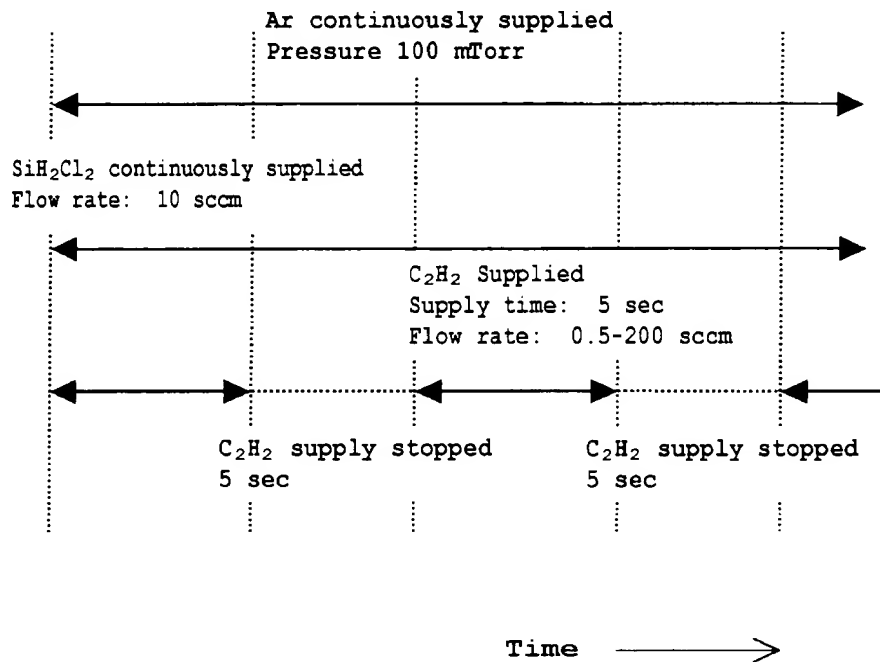 Ar continuously supplied
Pressure 100 mTorr
SiH₂Cl₂ continuously supplied
Flow rate: 10 sccm
C₂H₂ Supplied
Supply time: 5 sec
Flow rate: 0.5-200 sccm
C₂H₂ supply stopped
5 sec
C₂H₂ supply stopped
5 sec
Time